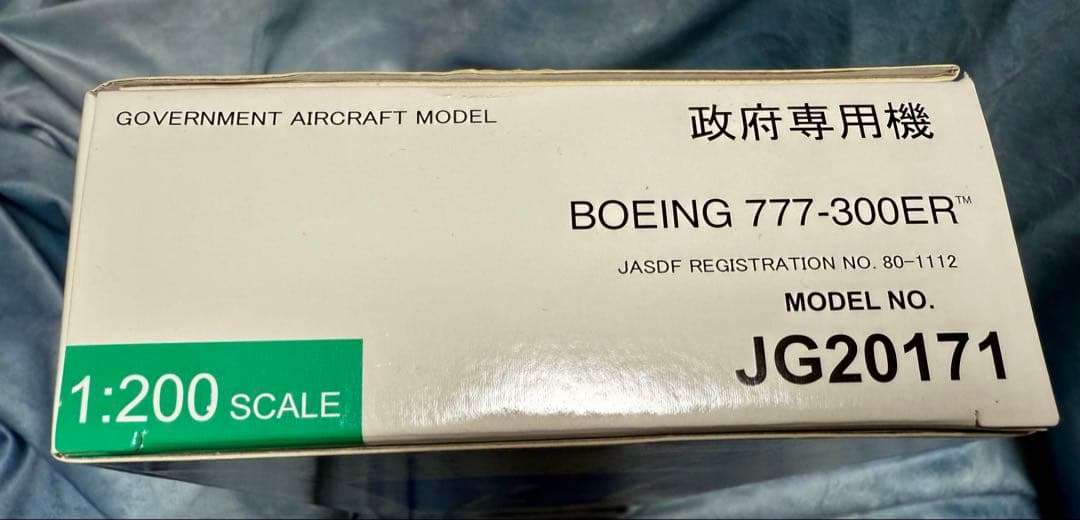 GOVERNMENT AIRCRAFT MODEL
政府専用機
BOEING 777-300ER™
JASDF REGISTRATION NO. 80-1112
MODEL NO.
JG20171
1:200 SCALE